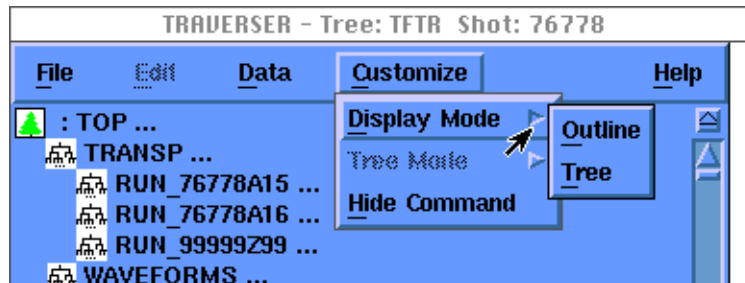 TRAVERSER - Tree: TFTR Shot: 76778
File Edit Data Customize Help
: TOP ...
TRANSP ...
RUN_76778A15 ...
RUN_76778A16 ...
RUN_99999Z99 ...
WAVEFORMS ...
Display Mode
Tree Mode
Hide Command
Outline
Tree